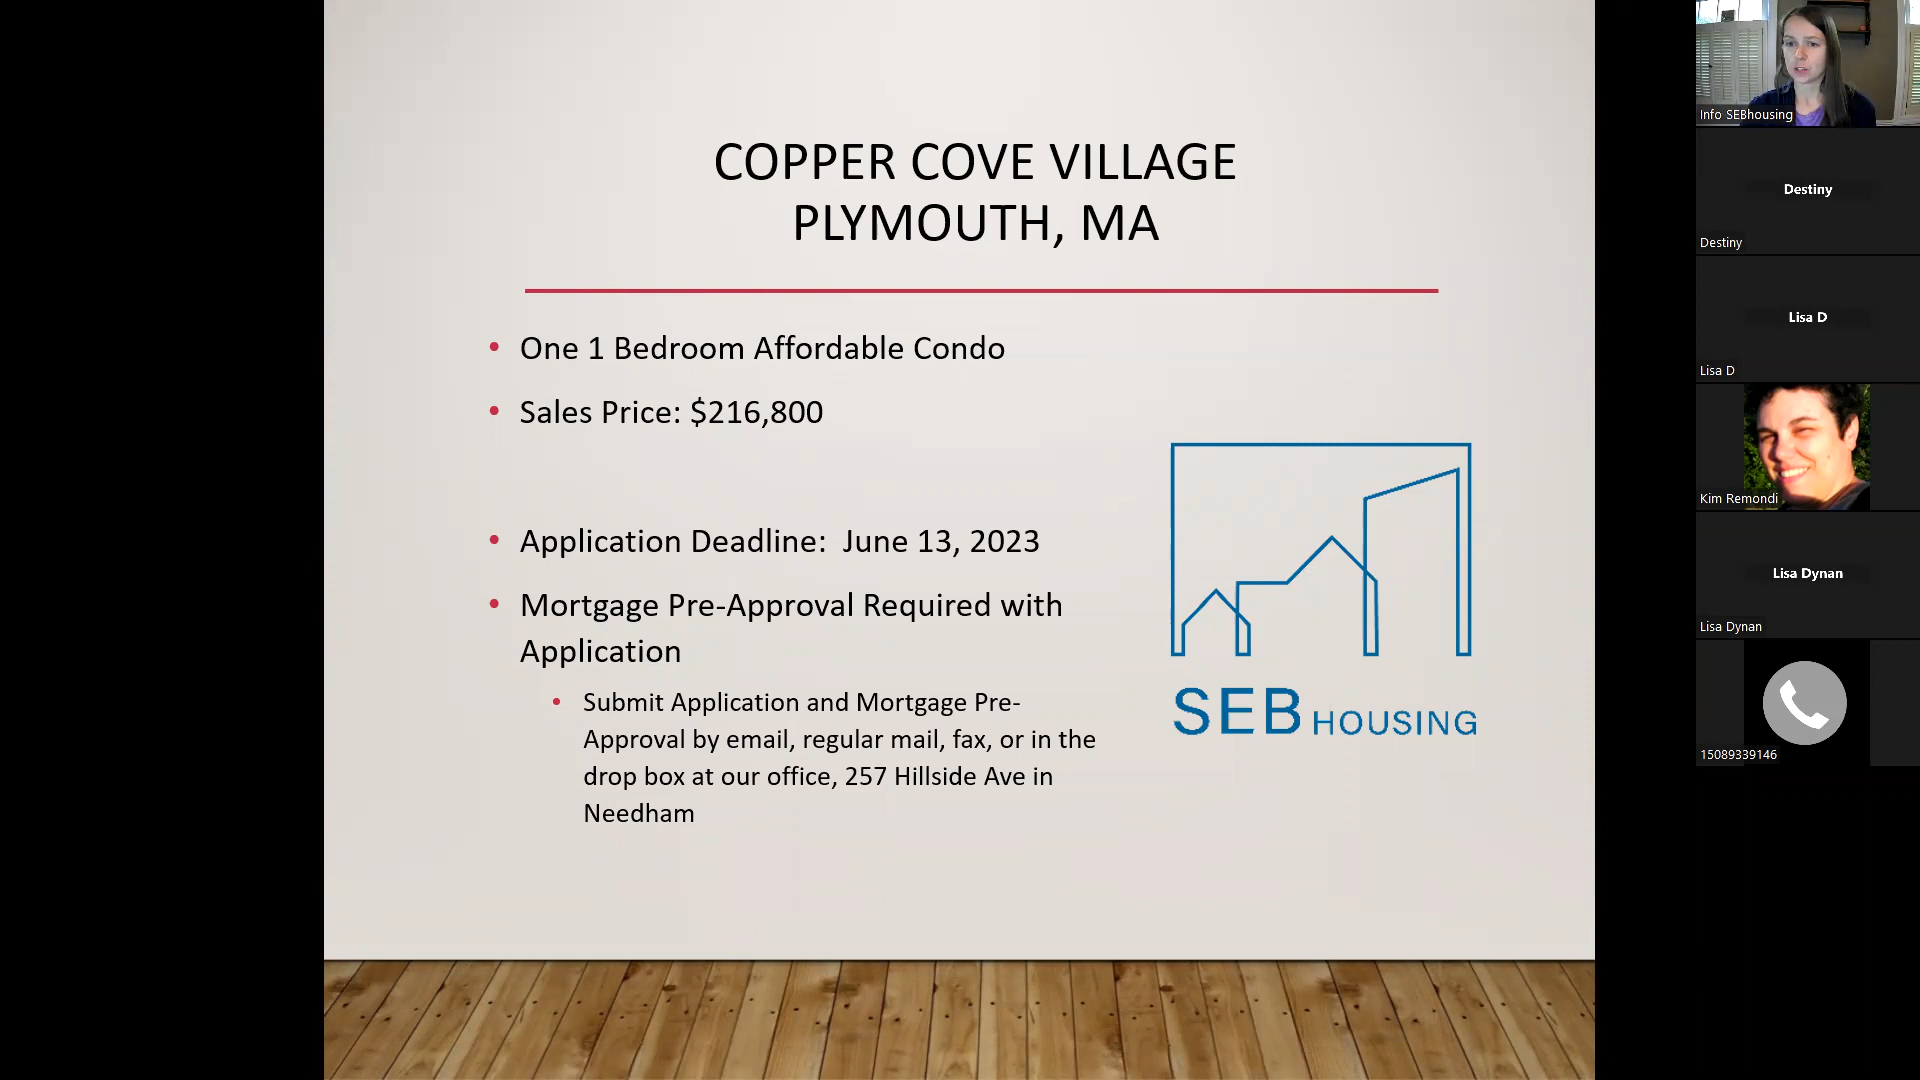 COPPER COVE VILLAGE
PLYMOUTH, MA
• One 1 Bedroom Affordable Condo
• Sales Price: $216,800
• Application Deadline:  June 13, 2023
• Mortgage Pre-Approval Required with
Application
• Submit Application and Mortgage Pre-
Approval by email, regular mail, fax, or in the
drop box at our office, 257 Hillside Ave in
Needham
SEB HOUSING
Info SEBhousing
Destiny
Destiny
Lisa D
Lisa D
Kim Remondi
Lisa Dynan
Lisa Dynan
15089339146